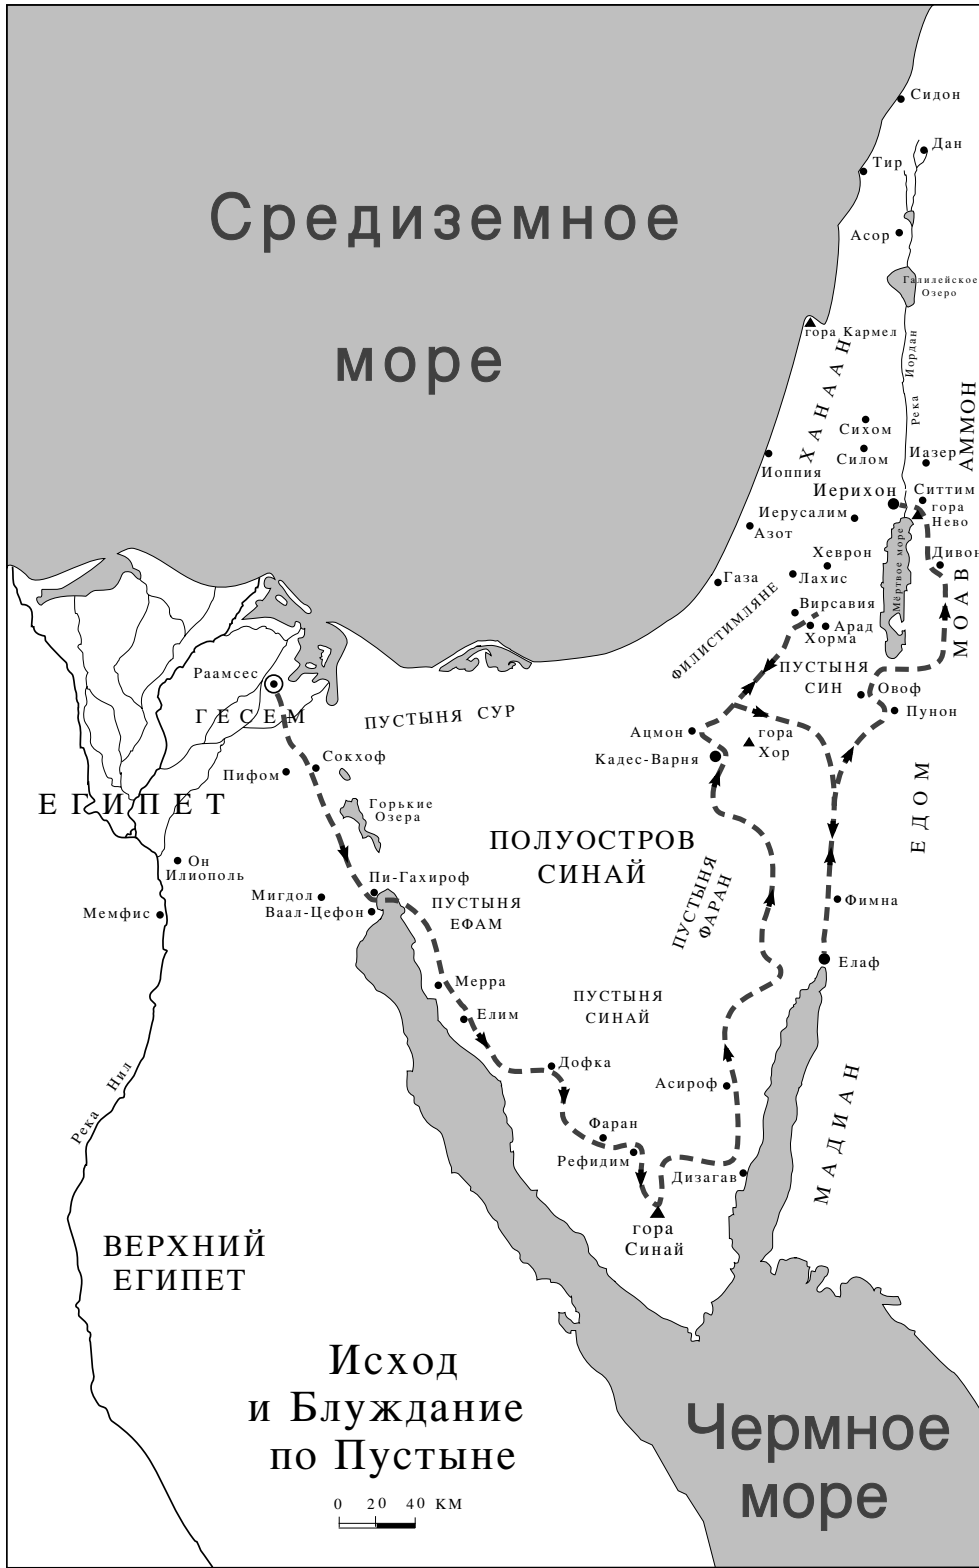 Сидон
Дан
Тир
Средиземное
море
Асор
Галилейское
Озеро
гора Кармел
Река Иордан
ХАНААН
АММОН
Сихом
Силом
Иазер
Иоппия
Иерихон
Ситтим
гора
Нево
Иерусалим
Азот
Мёртвое море
Хеврон
Дивон
Газа
Лахис
МОАВ
Вирсавия
Арад
Хорма
ФИЛИСТИМЛЯНЕ
ПУСТЫНЯ
СИН
Овоф
Пунон
Раамсес
ГЕСЕМ
ПУСТЫНЯ СУР
Ацмон
гора
Хор
Кадес-Варня
Сокхоф
Пифом
ЕГИПЕТ
Горькие
Озера
ЕДОМ
ПОЛУОСТРОВ
СИНАЙ
Он
Илиополь
Пи-Гахироф
Мигдол
Ваал-Цефон
ПУСТЫНЯ
ЕФАМ
ПУСТЫНЯ
ФАРАН
Фимна
Мемфис
Елаф
Мерра
Елим
ПУСТЫНЯ
СИНАЙ
Дофка
Асироф
Река Нил
МАДИАН
Фаран
Рефидим
Дизагав
гора
Синай
ВЕРХНИЙ
ЕГИПЕТ
Исход
и Блуждание
по Пустыне
0 20 40 КМ
Чермное
море